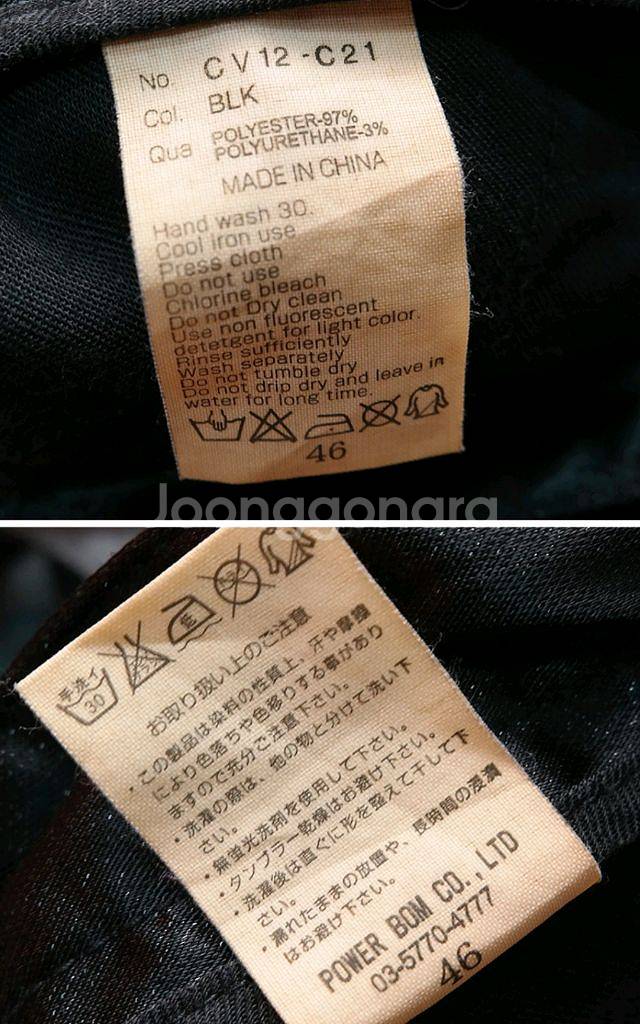 No. CV12-C21
Col. BLK
Qua POLYESTER-97%
POLYURETHANE-3%
MADE IN CHINA
Hand wash 30.
Cool iron use
Press cloth
Do not use
Chlorine bleach
Do not Dry clean
Use non fluorescent
detetgent for light color.
Rinse sufficiently
Wash separately
Do not tumble dry
Do not drip dry and leave in
water for long time.
46
Joonggonara
手洗イ
30
お取り扱い上のご注意
・この製品は染料の性質上、汗や摩擦
により色落ちや色移りする事があり
ますので充分ご注意下さい。
・洗濯の際は、他の物と分けて洗い下
さい。
・無蛍光洗剤を使用して下さい。
・タンブラー乾燥はお避け下さい。
・洗濯後は直ぐに形を整えて干して下
さい。
・濡れたままの放置や、長時間の浸漬
はお避け下さい。
POWER BOM CO., LTD
03-5770-4777
46